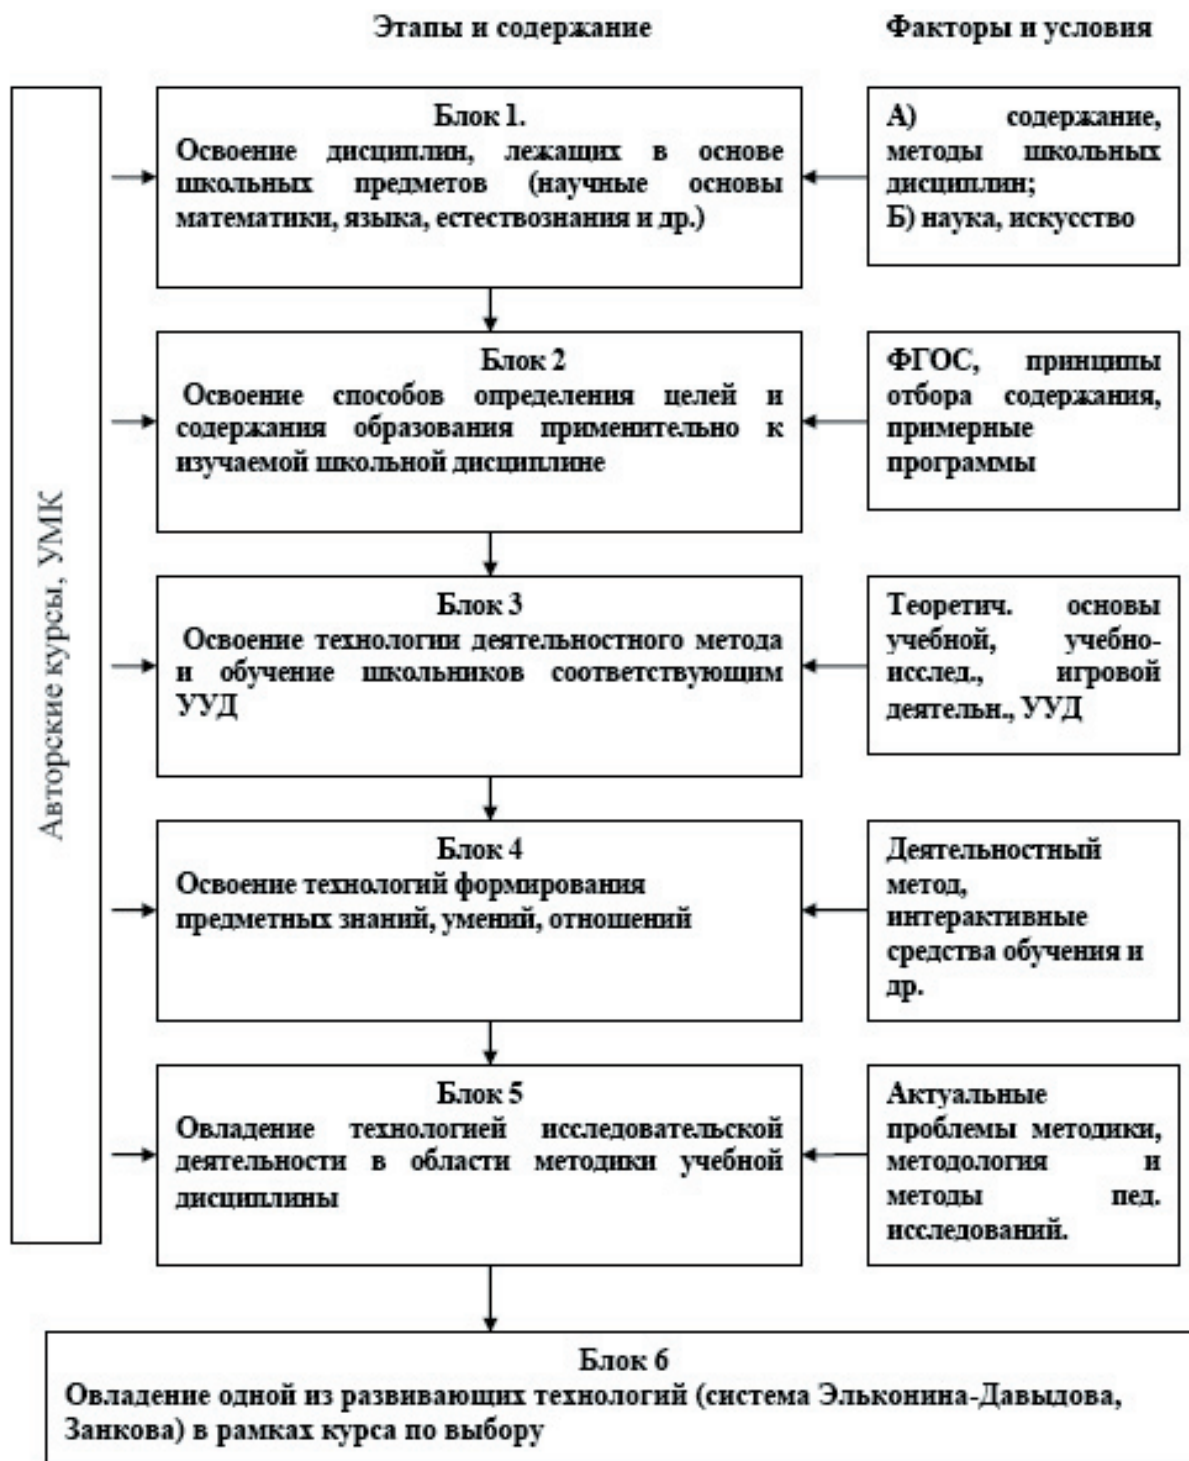 Этапы и содержание
Факторы и условия
Авторские курсы, УМК
Блок 1.
Освоение дисциплин, лежащих в основе
школьных предметов (научные основы
математики, языка, естествознания и др.)
А) содержание,
методы школьных
дисциплин;
Б) наука, искусство
Блок 2
Освоение способов определения целей и
содержания образования применительно к
изучаемой школьной дисциплине
ФГОС, принципы
отбора содержания,
примерные
программы
Блок 3
Освоение технологии деятельностного метода
и обучение школьников соответствующим
УУД
Теоретич. основы
учебной, учебно-
исслед., игровой
деятельн., УУД
Блок 4
Освоение технологий формирования
предметных знаний, умений, отношений
Деятельностный
метод,
интерактивные
средства обучения и
др.
Блок 5
Овладение технологией исследовательской
деятельности в области методики учебной
дисциплины
Актуальные
проблемы методики,
методология и
методы пед.
исследований.
Блок 6
Овладение одной из развивающих технологий (система Эльконина-Давыдова,
Занкова) в рамках курса по выбору